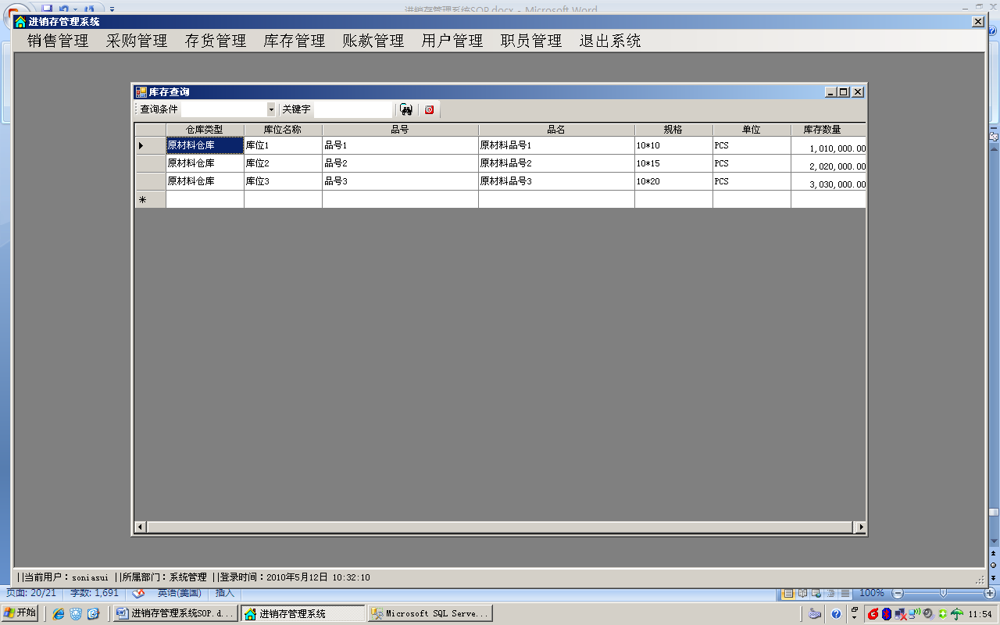 进销存管理系统SOP.docx - Microsoft Word
进销存管理系统
销售管理 采购管理 存货管理 库存管理 账款管理 用户管理 职员管理 退出系统
库存查询
查询条件 关键字
仓库类型 库位名称 品号 品名 规格 单位 库存数量
原材料仓库 库位1 品号1 原材料品号1 10*10 PCS 1,010,000.00
原材料仓库 库位2 品号2 原材料品号2 10*15 PCS 2,020,000.00
原材料仓库 库位3 品号3 原材料品号3 10*20 PCS 3,030,000.00
||当前用户：soniasui ||所属部门：系统管理 ||登录时间：2010年5月12日 10:32:10
页面: 20/21 字数: 1,691 英语(美国) 插入 100%
开始 进销存管理系统SOP.d... 进销存管理系统 Microsoft SQL Serve... 11:54